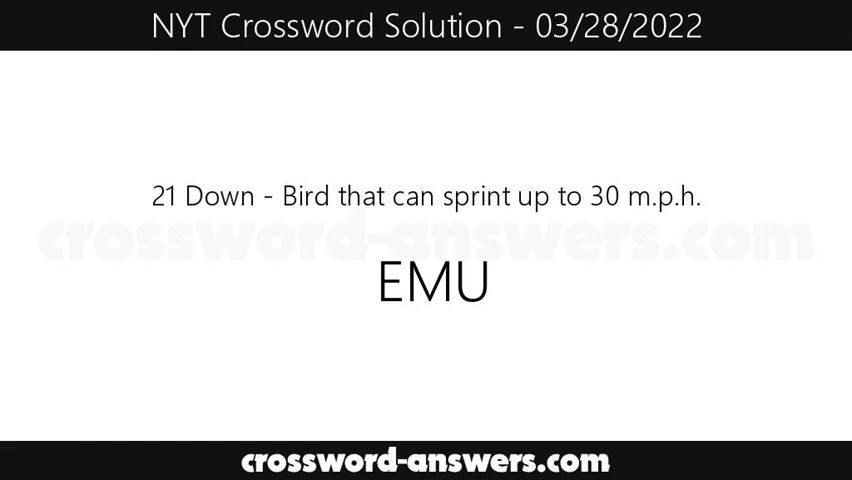 NYT Crossword Solution - 03/28/2022
21 Down - Bird that can sprint up to 30 m.p.h.
crossword-answers.com
EMU
crossword-answers.com